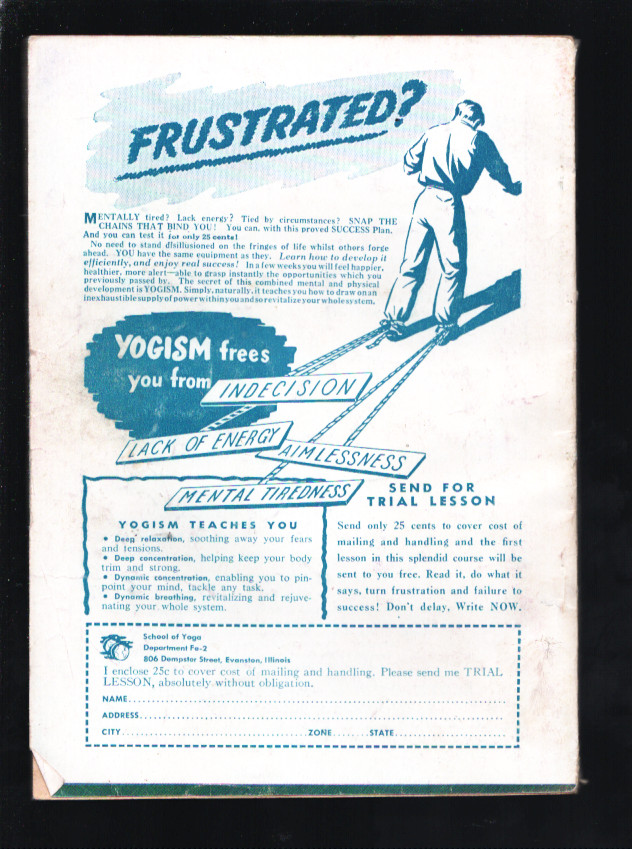 FRUSTRATED?
MENTALLY tired? Lack energy? Tied by circumstances? SNAP THE
CHAINS THAT BIND YOU! You can, with this proved SUCCESS Plan.
And you can test it for only 25 cents!
No need to stand disillusioned on the fringes of life whilst others forge
ahead. YOU have the same equipment as they. Learn how to develop it
efficiently, and enjoy real success! In a few weeks you will feel happier,
healthier, more alert—able to grasp instantly the opportunities which you
previously passed by. The secret of this combined mental and physical
development is YOGISM. Simply, naturally, it teaches you how to draw on an
inexhaustible supply of power within you and so revitalize your whole system.
YOGISM frees
you from
INDECISION
LACK OF ENERGY
AIMLESSNESS
MENTAL TIREDNESS
YOGISM TEACHES YOU
• Deep relaxation, soothing away your fears
and tensions.
• Deep concentration, helping keep your body
trim and strong.
• Dynamic concentration, enabling you to pin-
point your mind, tackle any task.
• Dynamic breathing, revitalizing and rejuve-
nating your whole system.
SEND FOR
TRIAL LESSON
Send only 25 cents to cover cost of
mailing and handling and the first
lesson in this splendid course will be
sent to you free. Read it, do what it
says, turn frustration and failure to
success! Don't delay, Write NOW.
School of Yoga
Department Fa-2
806 Dempster Street, Evanston, Illinois
I enclose 25c to cover cost of mailing and handling. Please send me TRIAL
LESSON, absolutely without obligation.
NAME
ADDRESS
CITY ZONE STATE